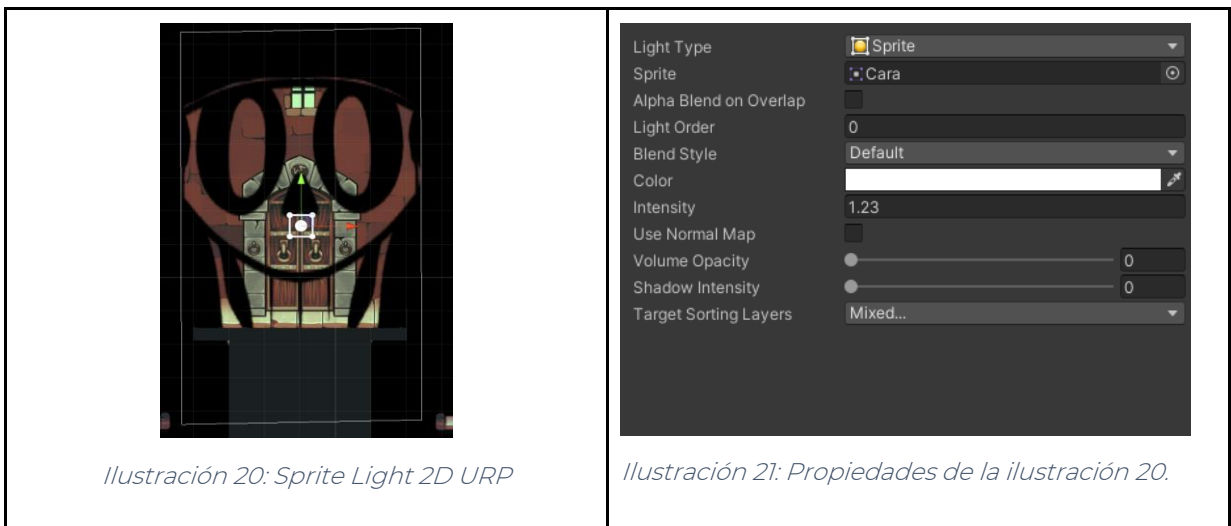 Light Type Sprite
Sprite Cara
Alpha Blend on Overlap
Light Order 0
Blend Style Default
Color
Intensity 1.23
Use Normal Map
Volume Opacity 0
Shadow Intensity 0
Target Sorting Layers Mixed...
Ilustración 20: Sprite Light 2D URP
Ilustración 21: Propiedades de la ilustración 20.